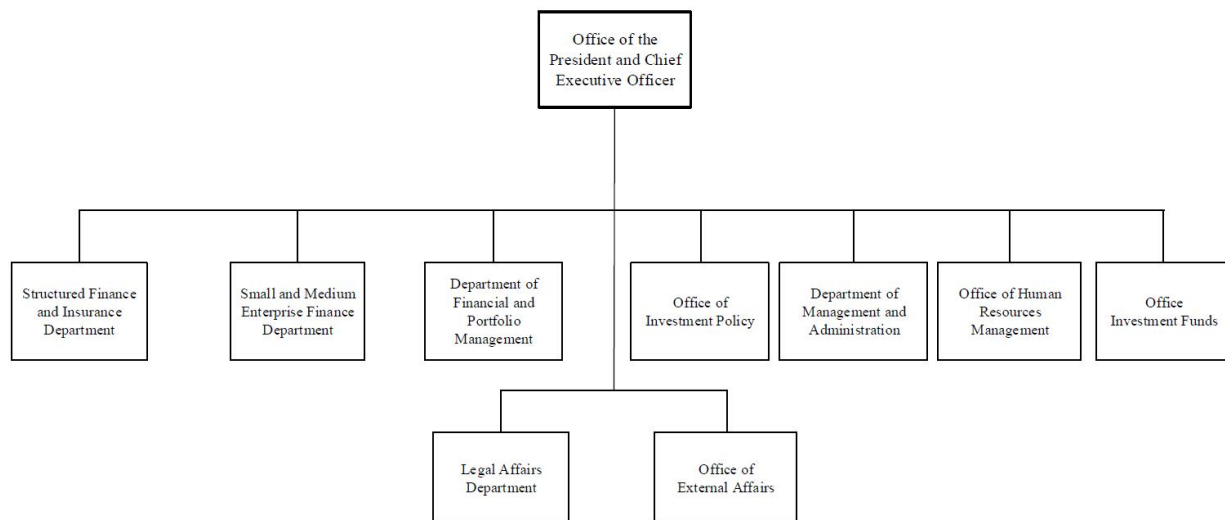 Office of the
President and Chief
Executive Officer
Structured Finance
and Insurance
Department
Small and Medium
Enterprise Finance
Department
Department of
Financial and
Portfolio
Management
Office of
Investment Policy
Department of
Management and
Administration
Office of Human
Resources
Management
Office
Investment Funds
Legal Affairs
Department
Office of
External Affairs